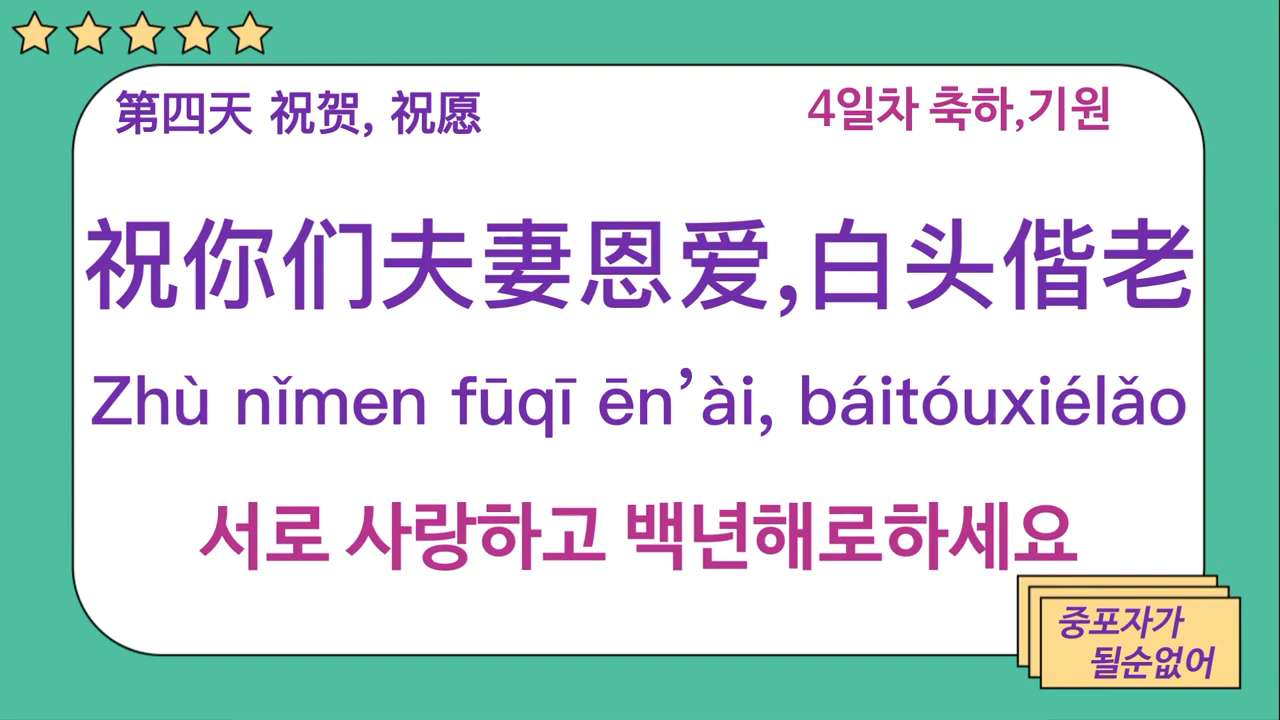 第四天 祝贺, 祝愿
4일차 축하,기원
祝你们夫妻恩爱,白头偕老
Zhù nǐmen fūqī ēn’ài, báitóuxiélǎo
서로 사랑하고 백년해로하세요
중포자가
될순없어